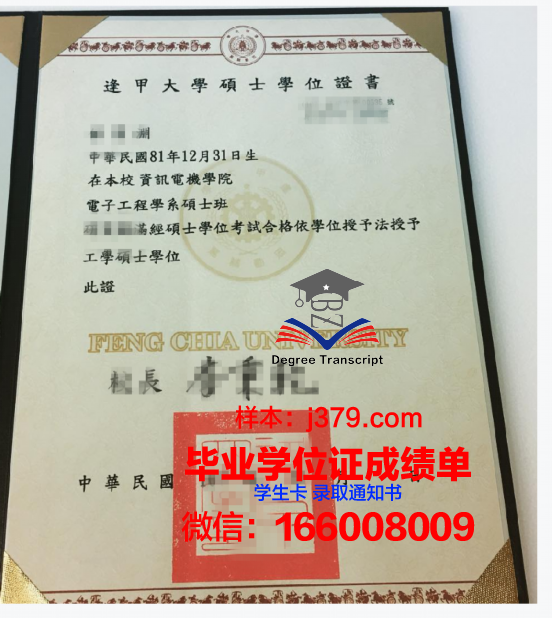 逢甲大學碩士學位證書
號
中華民國81年12月31日生
在本校 資訊電機學院
電子工程學系碩士班
經碩士學位考試合格依學位授予法授予
工學碩士學位
此證
FENG CHIA UNIVERSITY
Degree Transcript
長
样本：j379.com
毕业学位证成绩单
中華民國
月
日
学生卡 录取通知书
微信：166008009